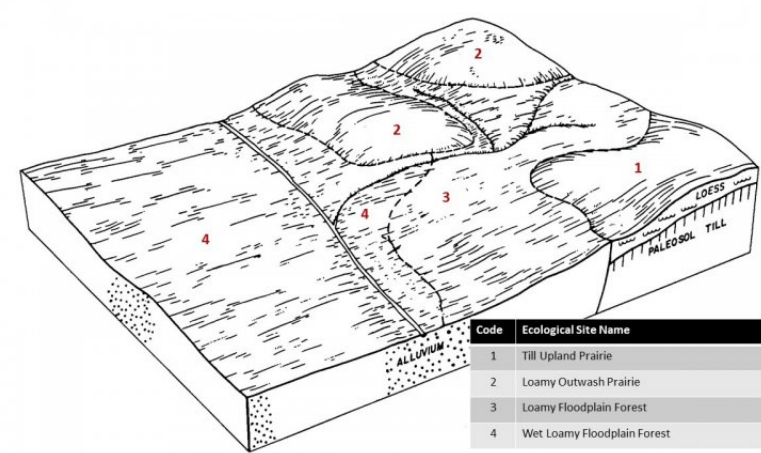 2
2
1
4
3
4
LOESS
PALEOSOL TILL
ALLUVIUM
Code Ecological Site Name
1 Till Upland Prairie
2 Loamy Outwash Prairie
3 Loamy Floodplain Forest
4 Wet Loamy Floodplain Forest